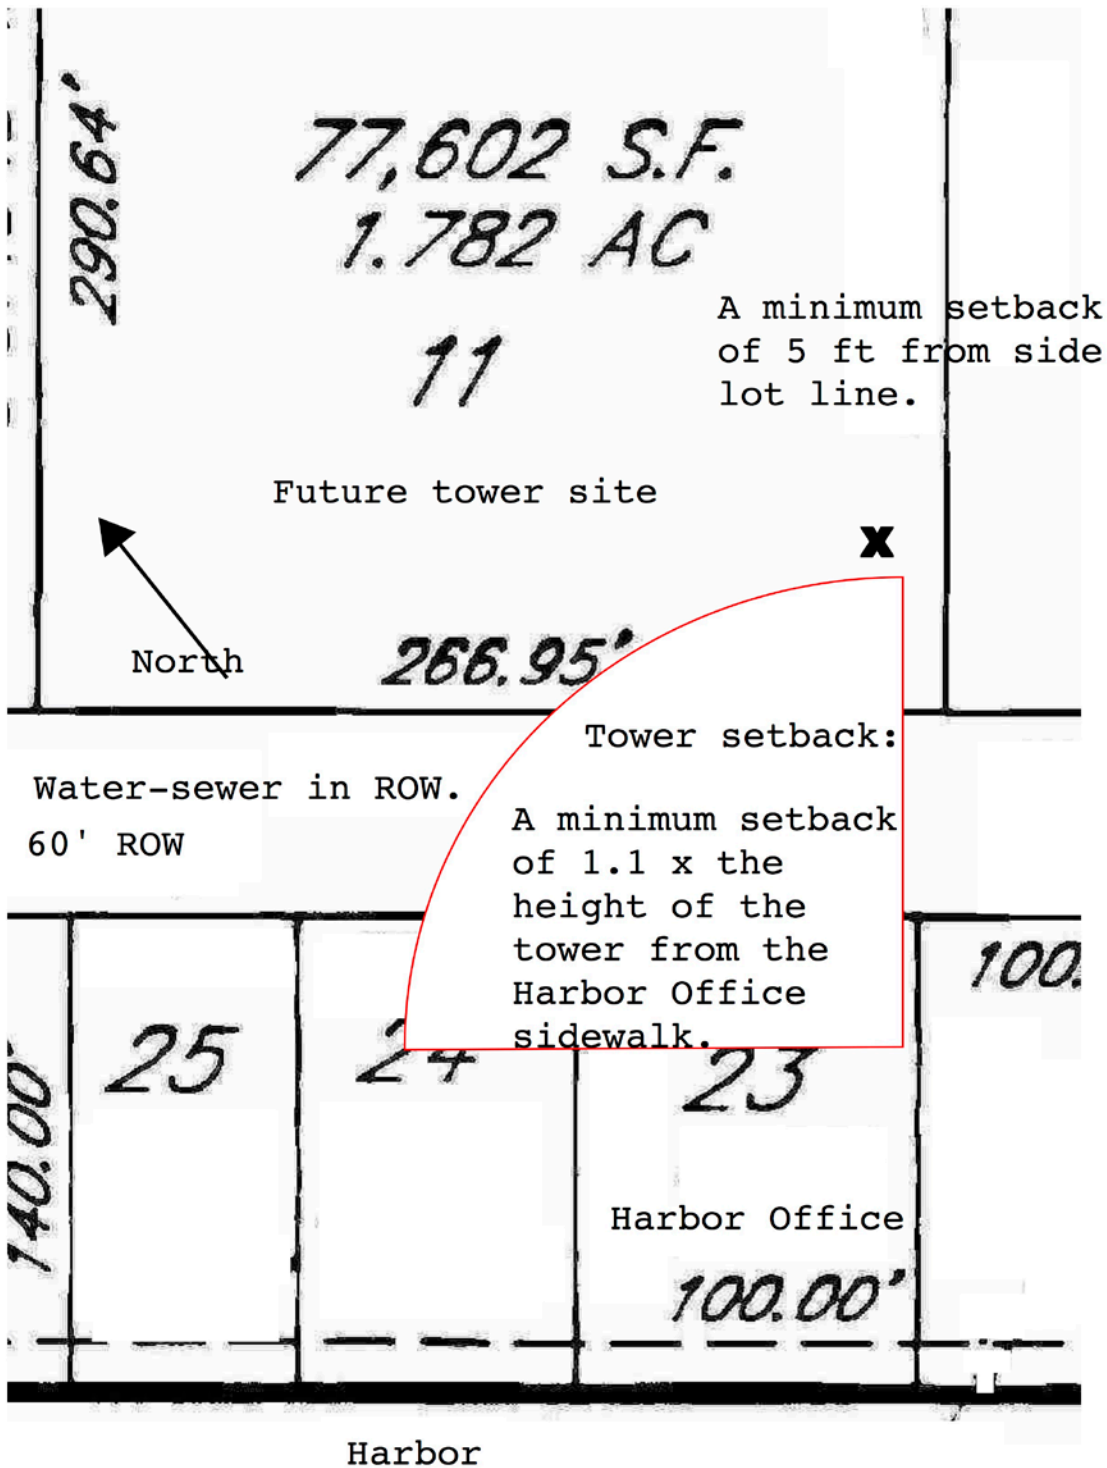 290.64'
77,602 S.F.
1.782 AC
11
A minimum setback
of 5 ft from side
lot line.
Future tower site
X
North
266.95'
Tower setback:
Water-sewer in ROW.
60' ROW
A minimum setback
of 1.1 x the
height of the
tower from the
Harbor Office
sidewalk.
100.
25
24
23
140.00'
Harbor Office
100.00'
Harbor